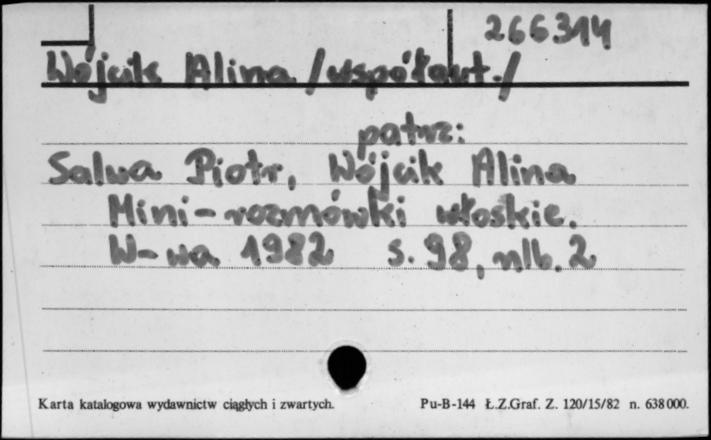 266314
Wójcik Alina /współaut./
patrz:
Salwa Piotr, Wójcik Alina
Mini-rozmówki włoskie.
W-wa 1982 s. 98, nlb. 2
Karta katalogowa wydawnictw ciągłych i zwartych.
Pu-B-144 Ł.Z.Graf. Z. 120/15/82 n. 638000.